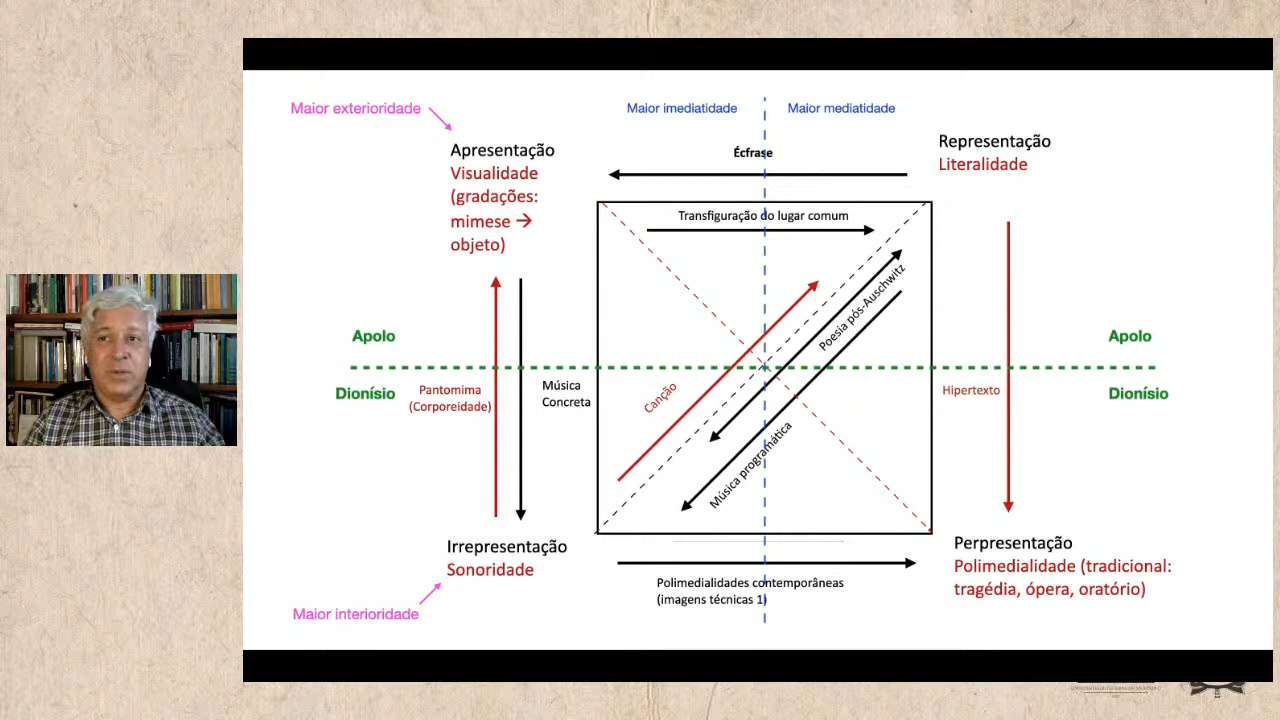 Maior exterioridade
Maior imediatidade
Maior mediatidade
Apresentação
Visualidade
(gradações:
mimese →
objeto)
Écfrase
Representação
Literalidade
Transfiguração do lugar comum
Poesia pós-Auschwitz
Apolo
Apolo
Dionísio
Pantomima
(Corporeidade)
Música
Concreta
Canção
Hipertexto
Dionísio
Música programática
Irrepresentação
Sonoridade
Maior interioridade
Polimedialidades contemporâneas
(imagens técnicas 1)
Perpresentação
Polimedialidade (tradicional:
tragédia, ópera, oratório)